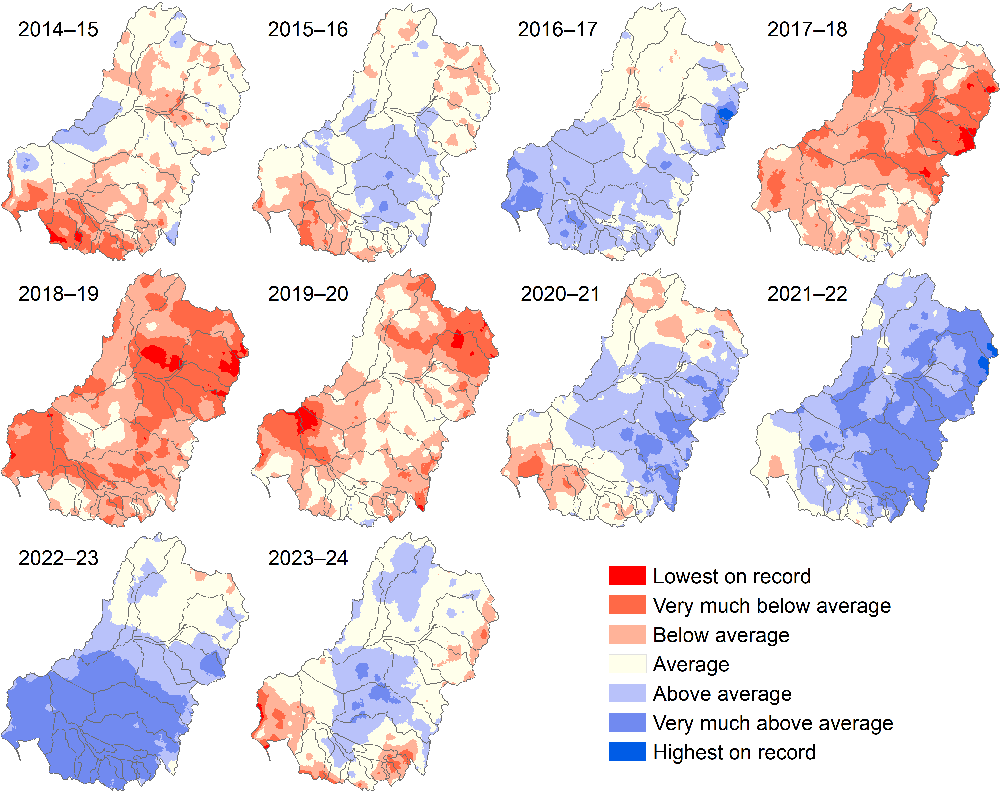 2014–15
2015–16
2016–17
2017–18
2018–19
2019–20
2020–21
2021–22
2022–23
2023–24
Lowest on record
Very much below average
Below average
Average
Above average
Very much above average
Highest on record